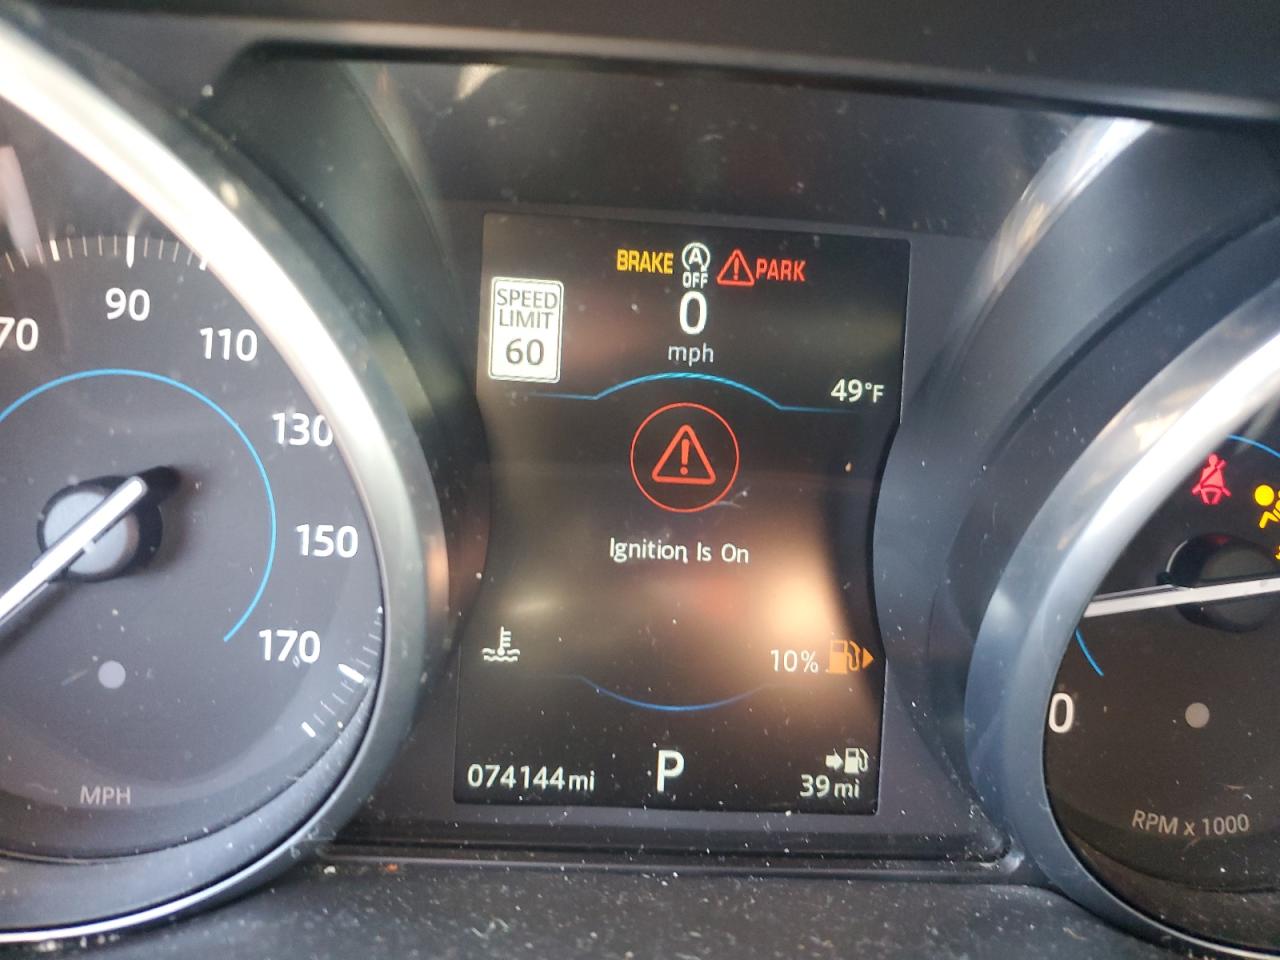 BRAKE A OFF PARK
SPEED
LIMIT
60
0
mph
49°F
Ignition Is On
10%
074144mi
P
39mi
70
90
110
130
150
170
MPH
0
RPM x 1000